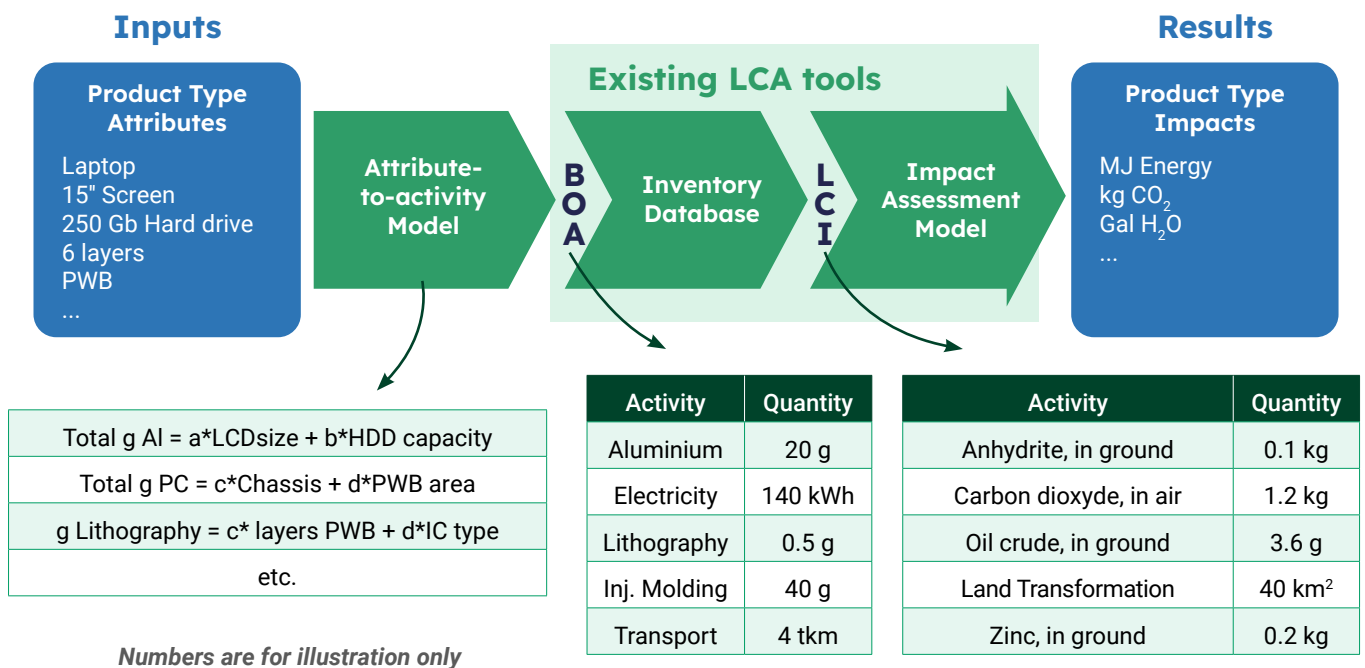 Inputs
Results
Product Type
Attributes
Laptop
15" Screen
250 Gb Hard drive
6 layers
PWB
...
Attribute-
to-activity
Model
Existing LCA tools
BOA
Inventory
Database
LCI
Impact
Assessment
Model
Product Type
Impacts
MJ Energy
kg CO₂
Gal H₂O
...
Total g Al = a*LCDsize + b*HDD capacity
Total g PC = c*Chassis + d*PWB area
g Lithography = c* layers PWB + d*IC type
etc.
Numbers are for illustration only
Activity Quantity
Aluminium 20 g
Electricity 140 kWh
Lithography 0.5 g
Inj. Molding 40 g
Transport 4 tkm
Activity Quantity
Anhydrite, in ground 0.1 kg
Carbon dioxyde, in air 1.2 kg
Oil crude, in ground 3.6 g
Land Transformation 40 km²
Zinc, in ground 0.2 kg